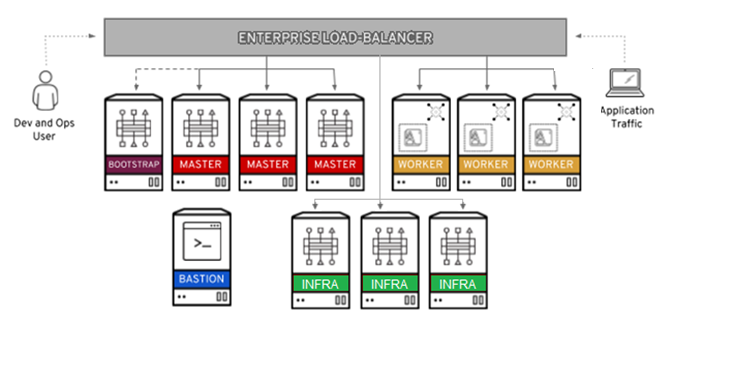 ENTERPRISE LOAD-BALANCER
Dev and Ops
User
Application
Traffic
BOOTSTRAP
MASTER
MASTER
MASTER
WORKER
WORKER
WORKER
>_
BASTION
INFRA
INFRA
INFRA